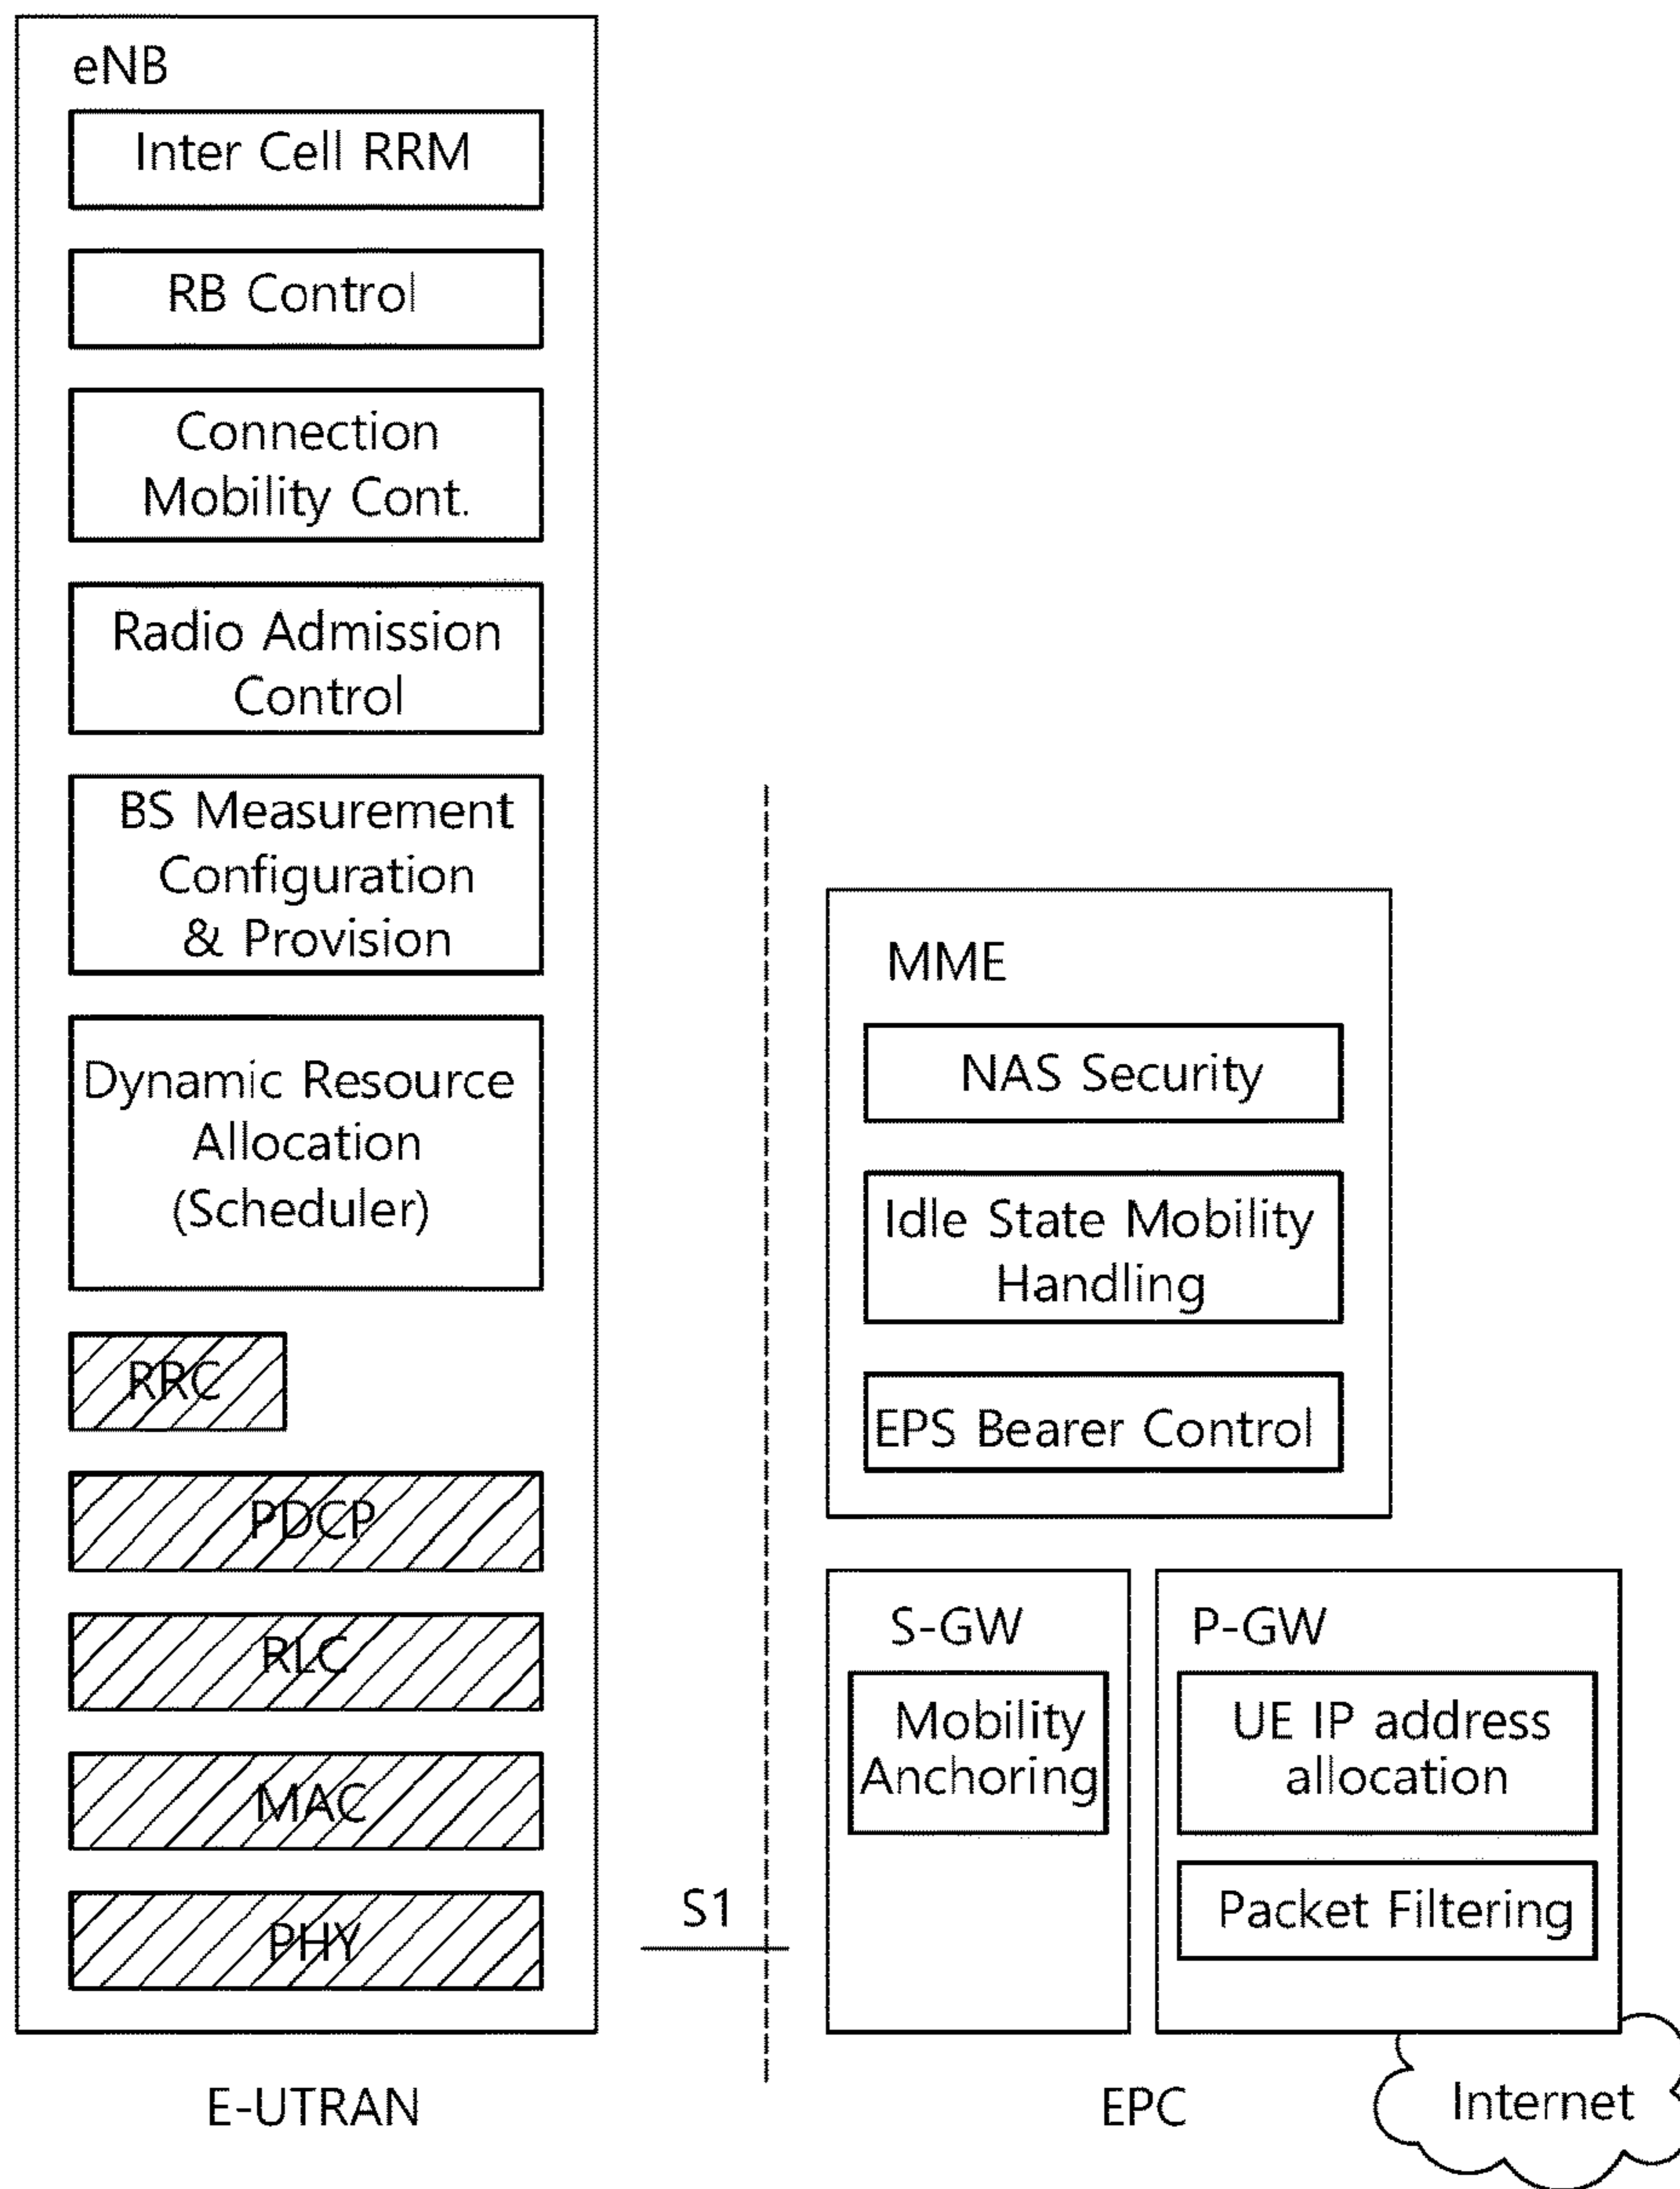 eNB
Inter Cell RRM
RB Control
Connection
Mobility Cont.
Radio Admission
Control
BS Measurement
Configuration
& Provision
Dynamic Resource
Allocation
(Scheduler)
RRC
PDCP
RLC
MAC
PHY
S1
E-UTRAN
MME
NAS Security
Idle State Mobility
Handling
EPS Bearer Control
S-GW
Mobility
Anchoring
P-GW
UE IP address
allocation
Packet Filtering
EPC
Internet